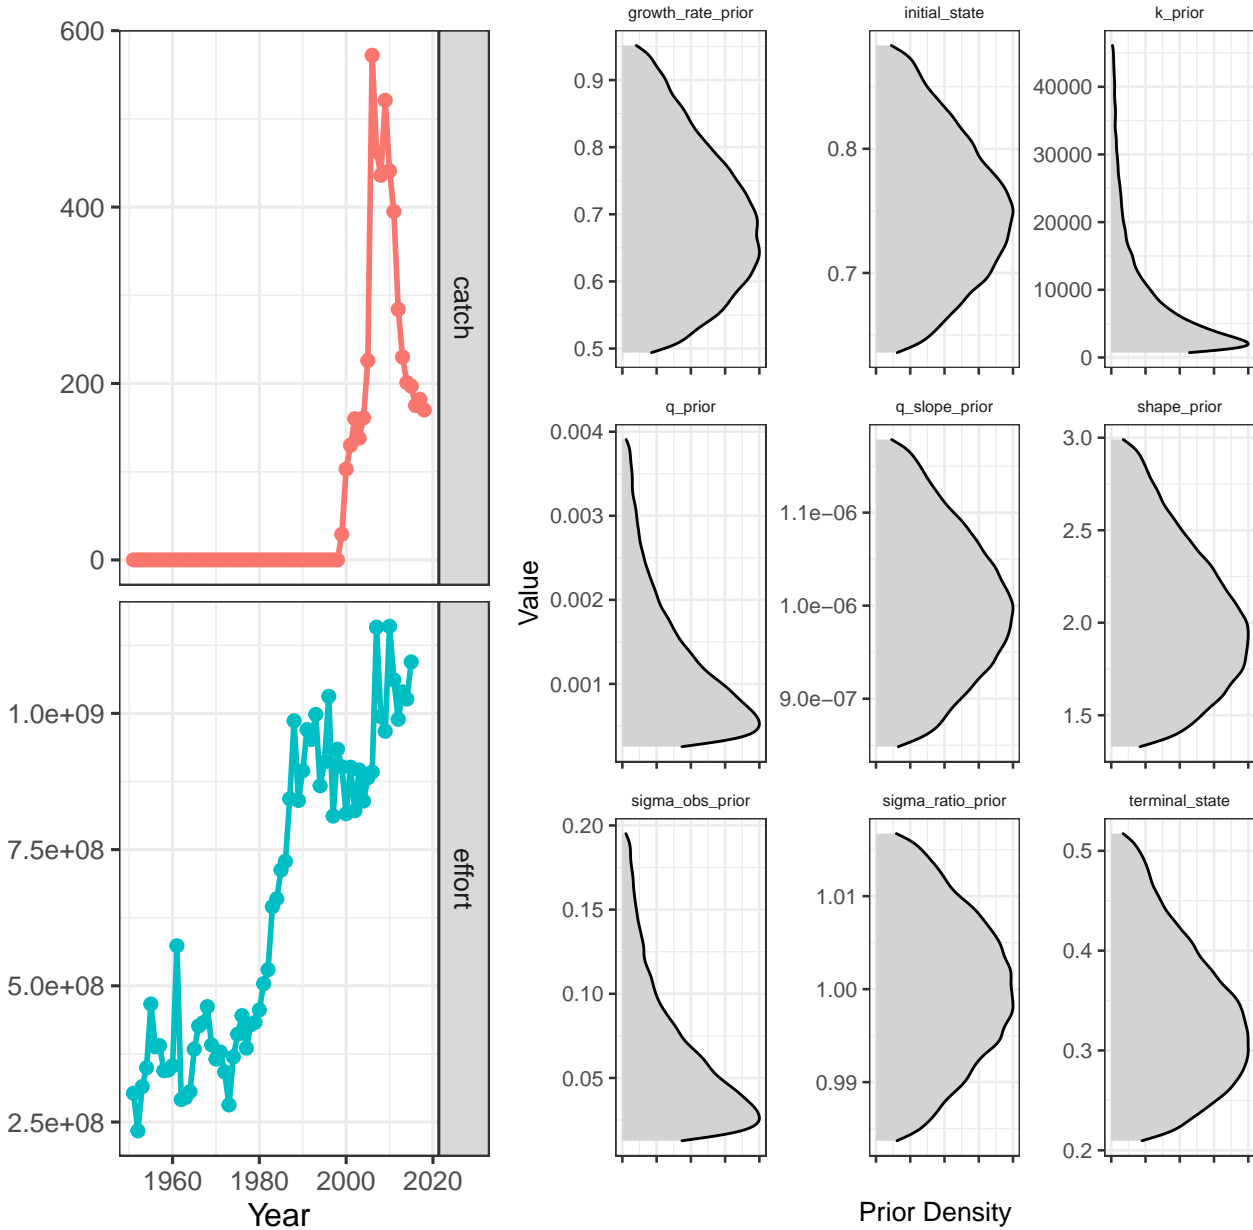 600
400
200
0
catch
1.0e+09
7.5e+08
5.0e+08
2.5e+08
effort
1960
1980
2000
2020
Year
growth_rate_prior
0.9
0.8
0.7
0.6
0.5
initial_state
0.8
0.7
k_prior
40000
30000
20000
10000
0
q_prior
0.004
0.003
0.002
0.001
q_slope_prior
1.1e−06
1.0e−06
9.0e−07
shape_prior
3.0
2.5
2.0
1.5
sigma_obs_prior
0.20
0.15
0.10
0.05
sigma_ratio_prior
1.01
1.00
0.99
terminal_state
0.5
0.4
0.3
0.2
Value
Prior Density